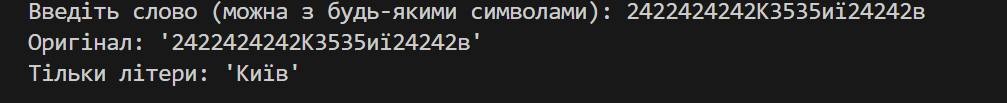 Введіть слово (можна з будь-якими символами): 2422424242К3535иї24242в
Оригінал: '2422424242К3535иї24242в'
Тільки літери: 'Київ'